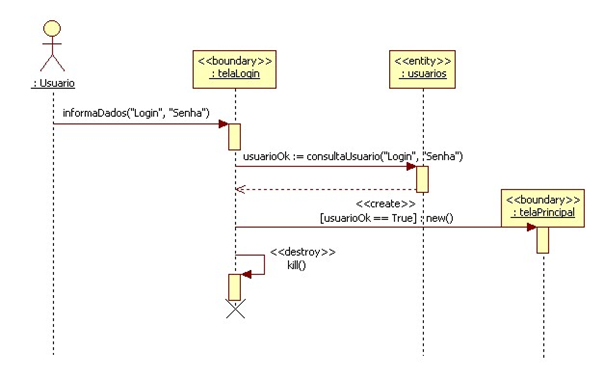 <<boundary>>
: telaLogin
<<entity>>
: usuarios
: Usuario
informaDados("Login", "Senha")
usuarioOk := consultaUsuario("Login", "Senha")
<<create>>
[usuarioOk == True] : new()
<<boundary>>
: telaPrincipal
<<destroy>>
kill()